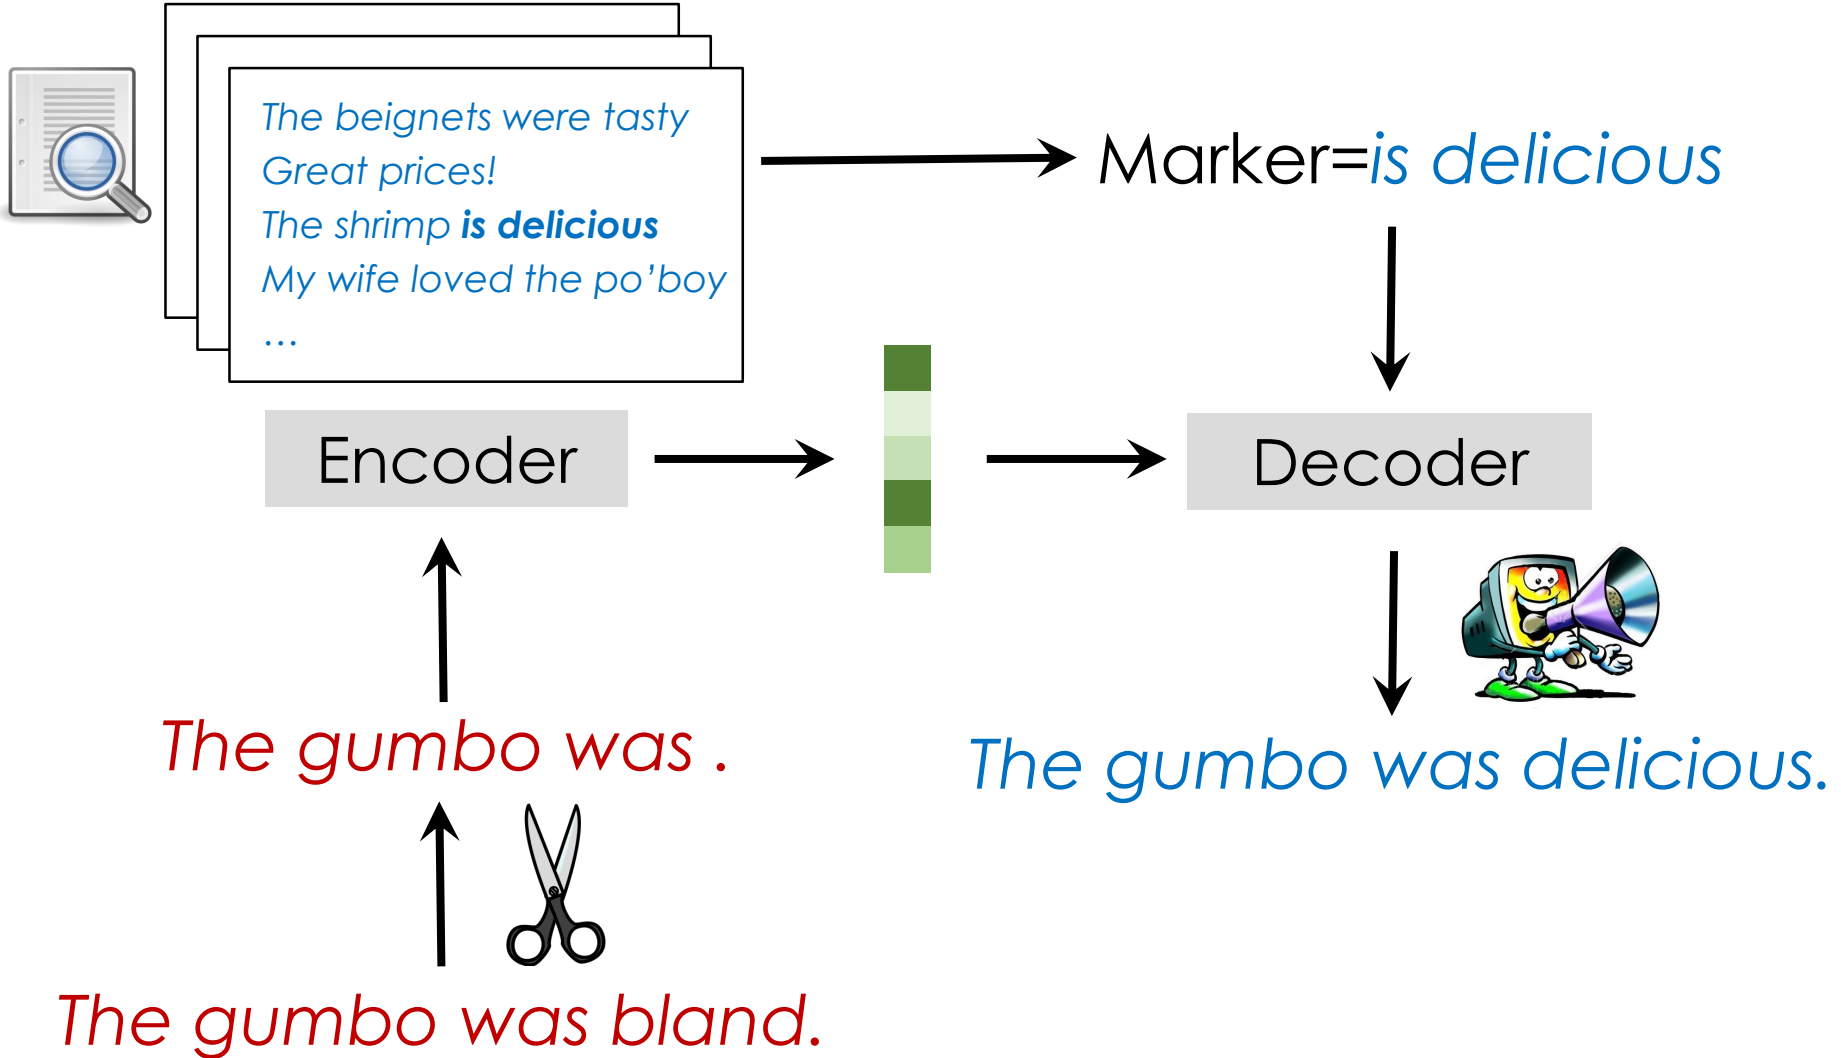 The beignets were tasty
Great prices!
The shrimp is delicious
My wife loved the po’boy
…
Marker=is delicious
Encoder
Decoder
The gumbo was .
The gumbo was delicious.
The gumbo was bland.